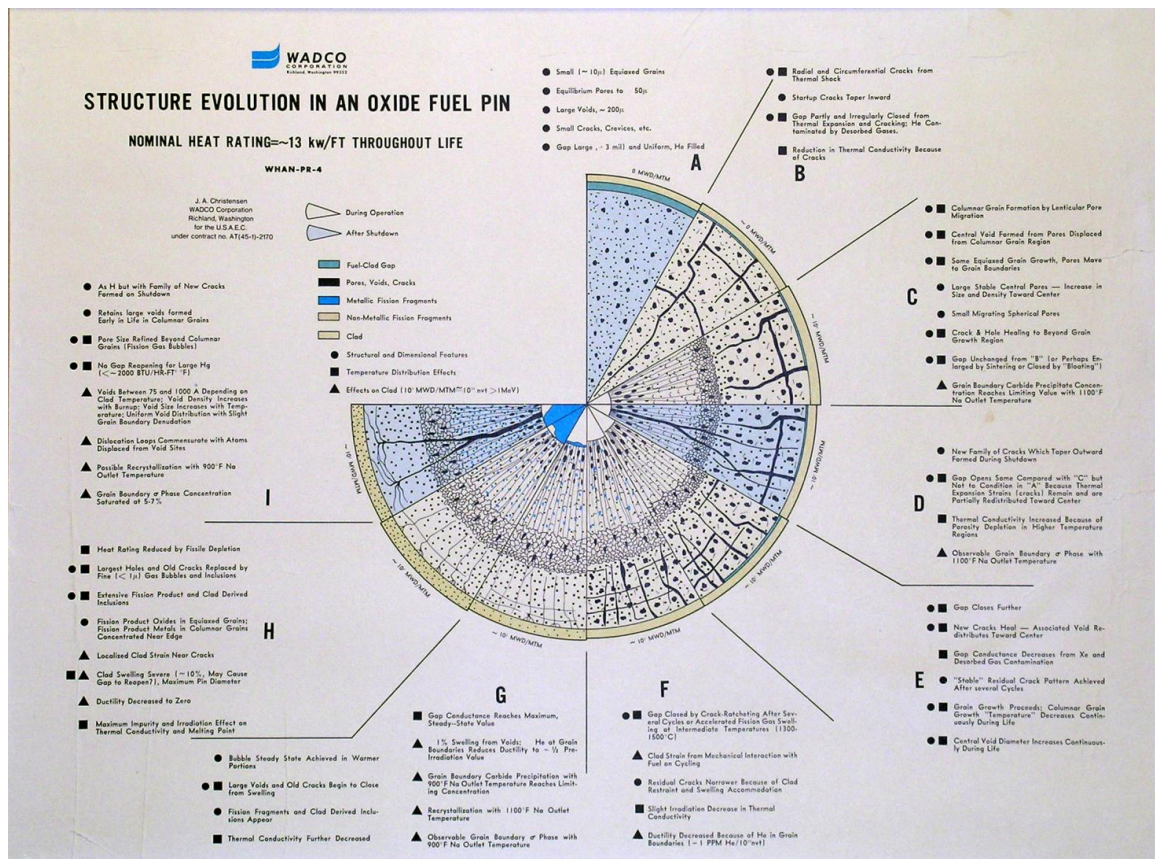 WADCO
CORPORATION
Richland, Washington 99352
STRUCTURE EVOLUTION IN AN OXIDE FUEL PIN
NOMINAL HEAT RATING=~13 kw/FT THROUGHOUT LIFE
WHAN-PR-4
J. A. Christensen
WADCO Corporation
Richland, Washington
for the U.S.A.E.C.
under contract no. AT(45-1)-2170
During Operation
After Shutdown
Fuel-Clad Gap
Pores, Voids, Cracks
Metallic Fission Fragments
Non-Metallic Fission Fragments
Clad
Structural and Dimensional Features
Temperature Distribution Effects
Effects on Clad
Small (~ 10μ) Equiaxed Grains
Equilibrium Pores to 50μ
Large Voids, ~ 200μ
Small Cracks, Crevices, etc.
Gap Large 3 mil) and Uniform, He Filled
A
Radial and Circumferential Cracks from
Thermal Shock
Startup Cracks Taper Inward
Gap Partly and Irregularly Closed from
Thermal Expansion and Cracking; He Con-
taminated by Desorbed Gases.
Reduction in Thermal Conductivity Because
of Cracks
B
0 MWD/MTM
~ 0 MWD/MTM
Columnar Grain Formation by Lenticular Pore
Migration
Central Void Formed from Pores Displaced
from Columnar Grain Region
Some Equiaxed Grain Growth, Pores Move
to Grain Boundaries
Large Stable Central Pores — Increase in
Size and Density Toward Center
Small Migrating Spherical Pores
Crack & Hole Healing to Beyond Grain
Growth Region
Gap Unchanged from "B" (or Perhaps En-
larged by Sintering or Closed by "Bloating")
Grain Boundary Carbide Precipitate Concen-
tration Reaches Limiting Value with 1100°F
Na Outlet Temperature
C
New Family of Cracks Which Taper Outward
Formed During Shutdown
Gap Opens Some Compared with "C" but
Not to Condition in "A" Because Thermal
Expansion Strains (cracks) Remain and are
Partially Redistributed Toward Center
Thermal Conductivity Increased Because of
Porosity Depletion in Higher Temperature
Regions
Observable Grain Boundary σ Phase with
1100°F Na Outlet Temperature
D
Gap Closes Further
New Cracks Heal — Associated Void Re-
distributes Toward Center
Gap Conductance Decreases from Xe and
Desorbed Gas Contamination
"Stable" Residual Crack Pattern Achieved
After several Cycles
Grain Growth Proceeds; Columnar Grain
Growth "Temperature" Decreases Contin-
uously During Life
Central Void Diameter Increases Continuous-
ly During Life
E
F
Gap Closed by Crack-Ratcheting After Sev-
eral Cycles or Accelerated Fission Gas Swell-
ing at Intermediate Temperatures (1300-
1500°C)
Clad Strain from Mechanical Interaction with
Fuel on Cycling
Residual Cracks Narrower Because of Clad
Restraint and Swelling Accommodation
Slight Irradiation Decrease in Thermal
Conductivity
Ductility Decreased Because of He in Grain
Boundaries
G
Gap Conductance Reaches Maximum,
Steady-State Value
1% Swelling from Voids; He at Grain
Boundaries Reduces Ductility to ~ ½ Pre-
Irradiation Value
Grain Boundary Carbide Precipitation with
900°F Na Outlet Temperature Reaches Limit-
ing Concentration
Recrystallization with 1100°F Na Outlet
Temperature
Observable Grain Boundary σ Phase with
900°F Na Outlet Temperature
Bubble Steady State Achieved in Warmer
Portions
Large Voids and Old Cracks Begin to Close
from Swelling
Fission Fragments and Clad Derived Inclu-
sions Appear
Thermal Conductivity Further Decreased
Heat Rating Reduced by Fissile Depletion
Largest Holes and Old Cracks Replaced by
Fine (< 1μ) Gas Bubbles and Inclusions
Extensive Fission Product and Clad Derived
Inclusions
Fission Product Oxides in Equiaxed Grains;
Fission Product Metals in Columnar Grains
Concentrated Near Edge
Localized Clad Strain Near Cracks
Clad Swelling Severe (~10%, May Cause
Gap to Reopen?), Maximum Pin Diameter
Ductility Decreased to Zero
Maximum Impurity and Irradiation Effect on
Thermal Conductivity and Melting Point
H
As H but with Family of New Cracks
Formed on Shutdown
Retains large voids formed
Early in Life in Columnar Grains
Pore Size Refined Beyond Columnar
Grains (Fission Gas Bubbles)
No Gap Reopening for Large Hg
(<~2000 BTU/HR-FT² °F)
Voids Between 75 and 1000 Å Depending on
Clad Temperature; Void Density Increases
with Burnup; Void Size Increases with Temp-
erature; Uniform Void Distribution with Slight
Grain Boundary Denudation
Dislocation Loops Commensurate with Atoms
Displaced from Void Sites
Possible Recrystallization with 900°F Na
Outlet Temperature
Grain Boundary σ Phase Concentration
Saturated at 5-7%
I